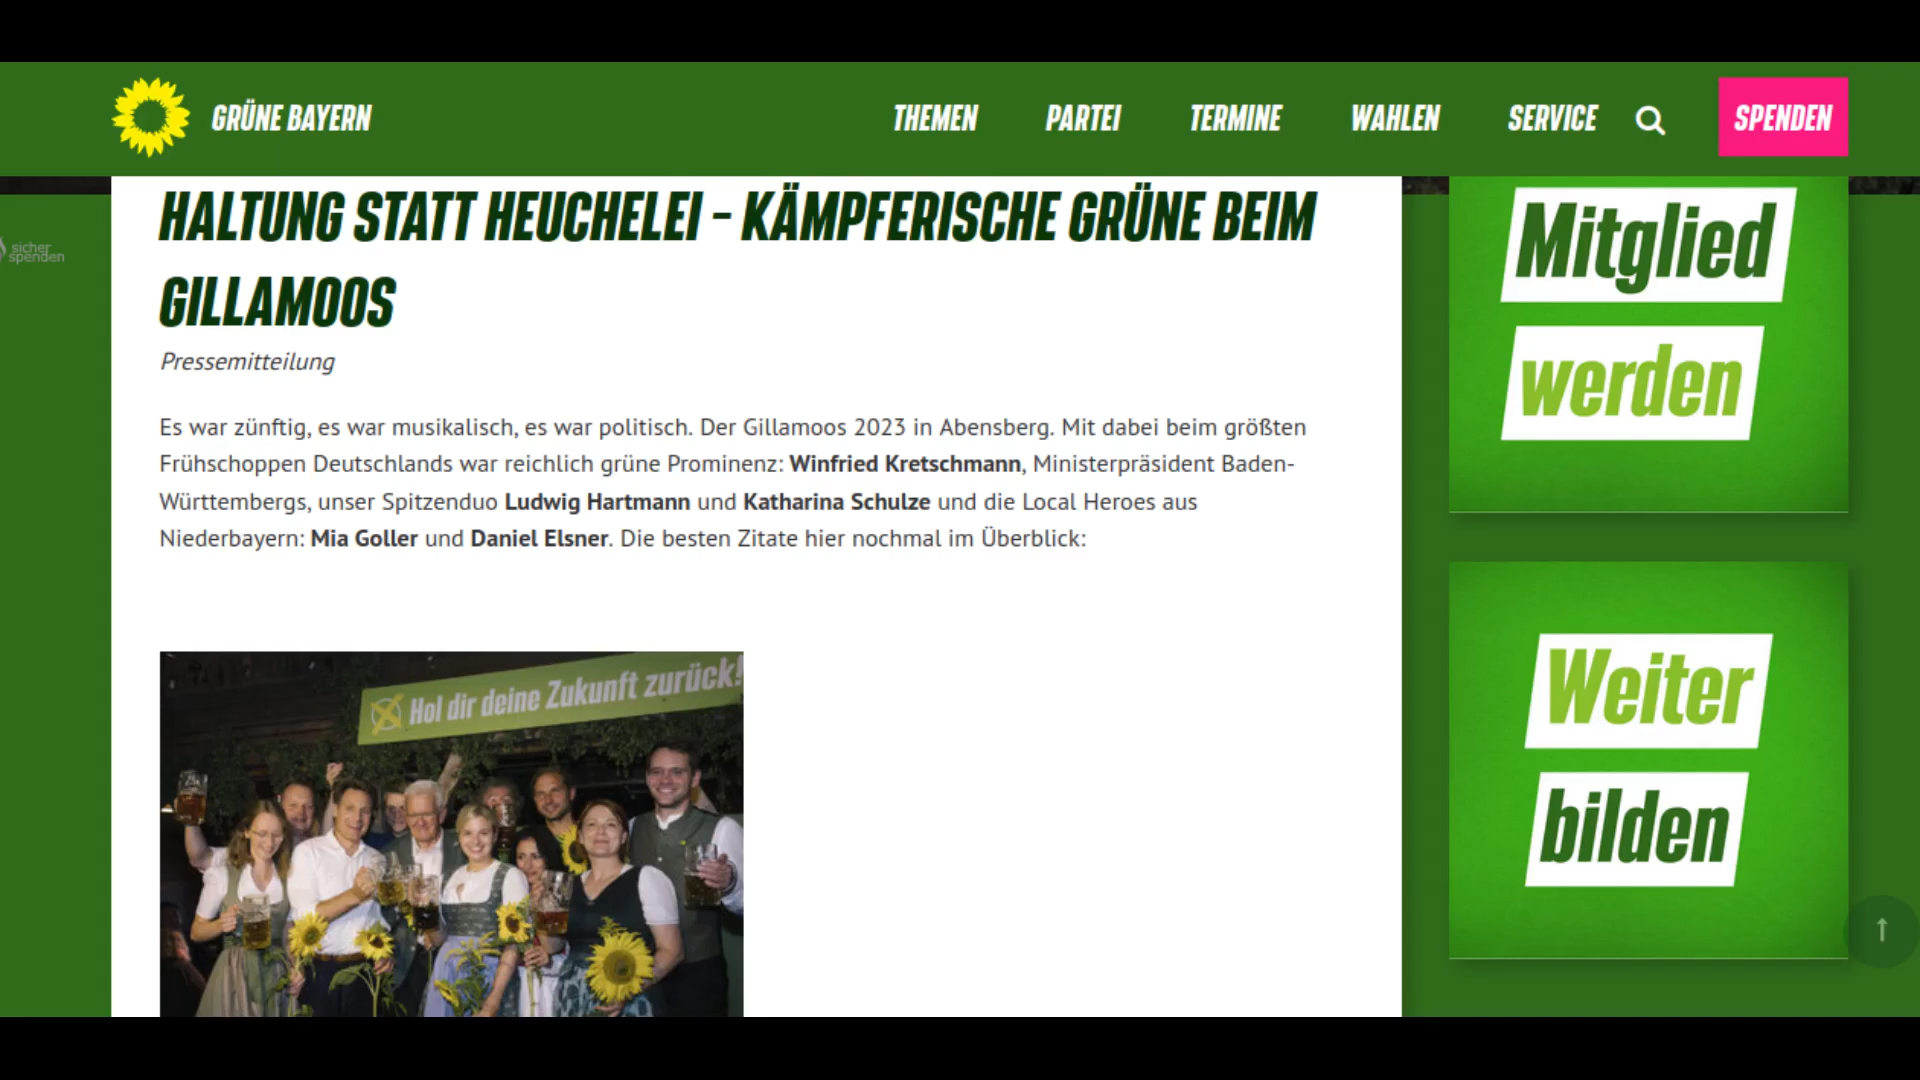 GRÜNE BAYERN
THEMEN
PARTEI
TERMINE
WAHLEN
SERVICE
SPENDEN
sicher
spenden
HALTUNG STATT HEUCHELEI – KÄMPFERISCHE GRÜNE BEIM
GILLAMOOS
Pressemitteilung
Es war zünftig, es war musikalisch, es war politisch. Der Gillamoos 2023 in Abensberg. Mit dabei beim größten
Frühschoppen Deutschlands war reichlich grüne Prominenz: Winfried Kretschmann, Ministerpräsident Baden-
Württembergs, unser Spitzenduo Ludwig Hartmann und Katharina Schulze und die Local Heroes aus
Niederbayern: Mia Goller und Daniel Elsner. Die besten Zitate hier nochmal im Überblick:
Hol dir deine Zukunft zurück!
Mitglied
werden
Weiter
bilden